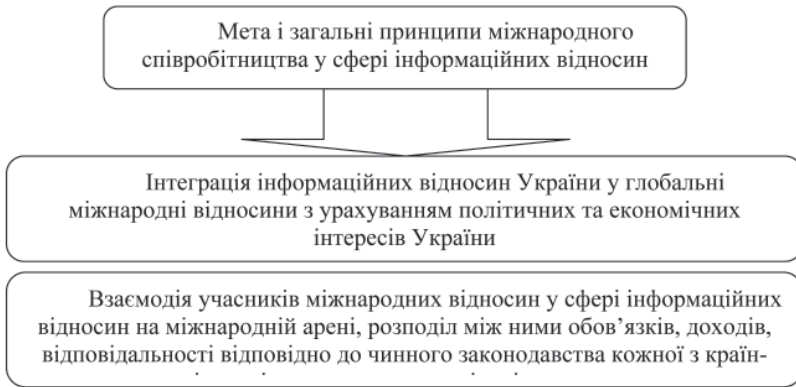 Мета і загальні принципи міжнародного
співробітництва у сфері інформаційних відносин
Інтеграція інформаційних відносин України у глобальні
міжнародні відносини з урахуванням політичних та економічних
інтересів України
Взаємодія учасників міжнародних відносин у сфері інформаційних
відносин на міжнародній арені, розподіл між ними обов’язків, доходів,
відповідальності відповідно до чинного законодавства кожної з країн-